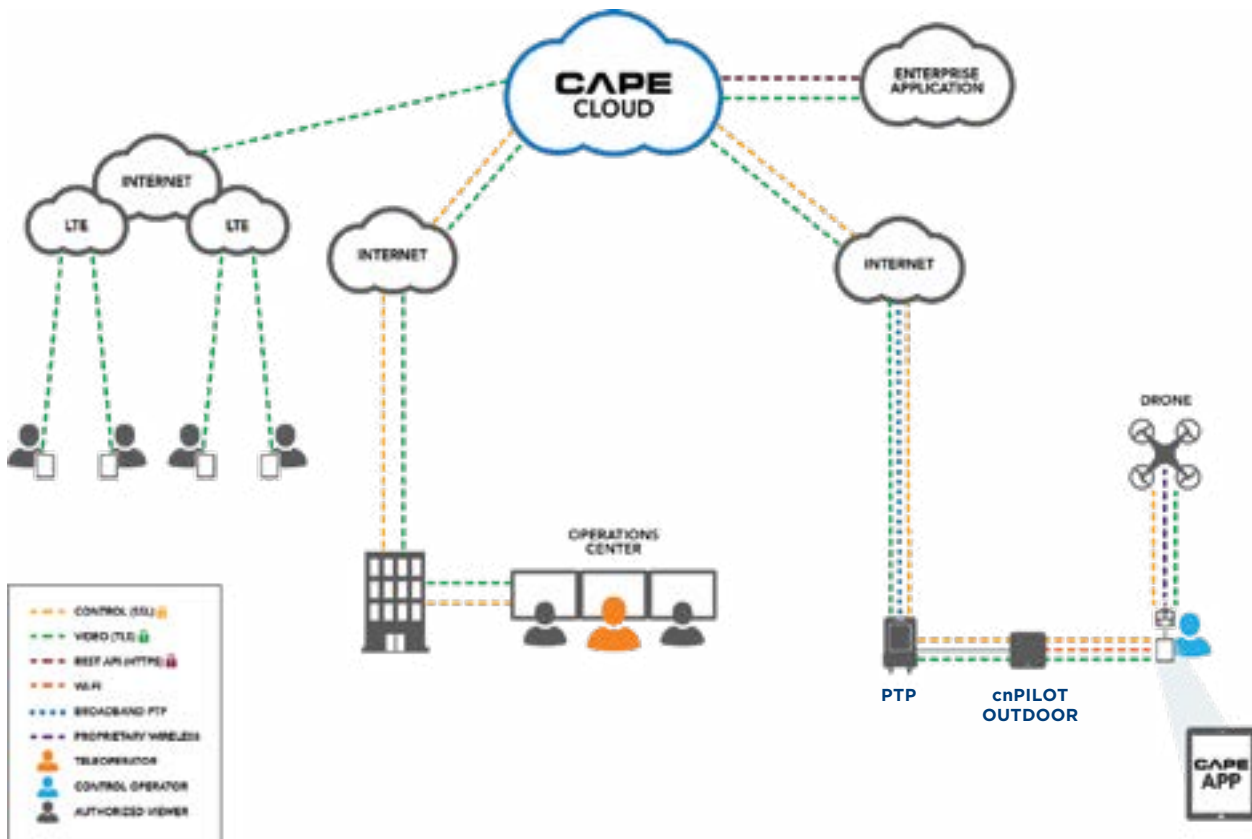 CAPE
CLOUD
ENTERPRISE
APPLICATION
INTERNET
LTE
LTE
INTERNET
INTERNET
DRONE
OPERATIONS
CENTER
CONTROL (SSL)
VIDEO (TLS)
REST API (HTTPS)
WI-FI
BROADBAND PTP
PROPRIETARY WIRELESS
TELEOPERATOR
CONTROL OPERATOR
AUTHORIZED VIEWER
PTP
cnPILOT
OUTDOOR
CAPE
APP